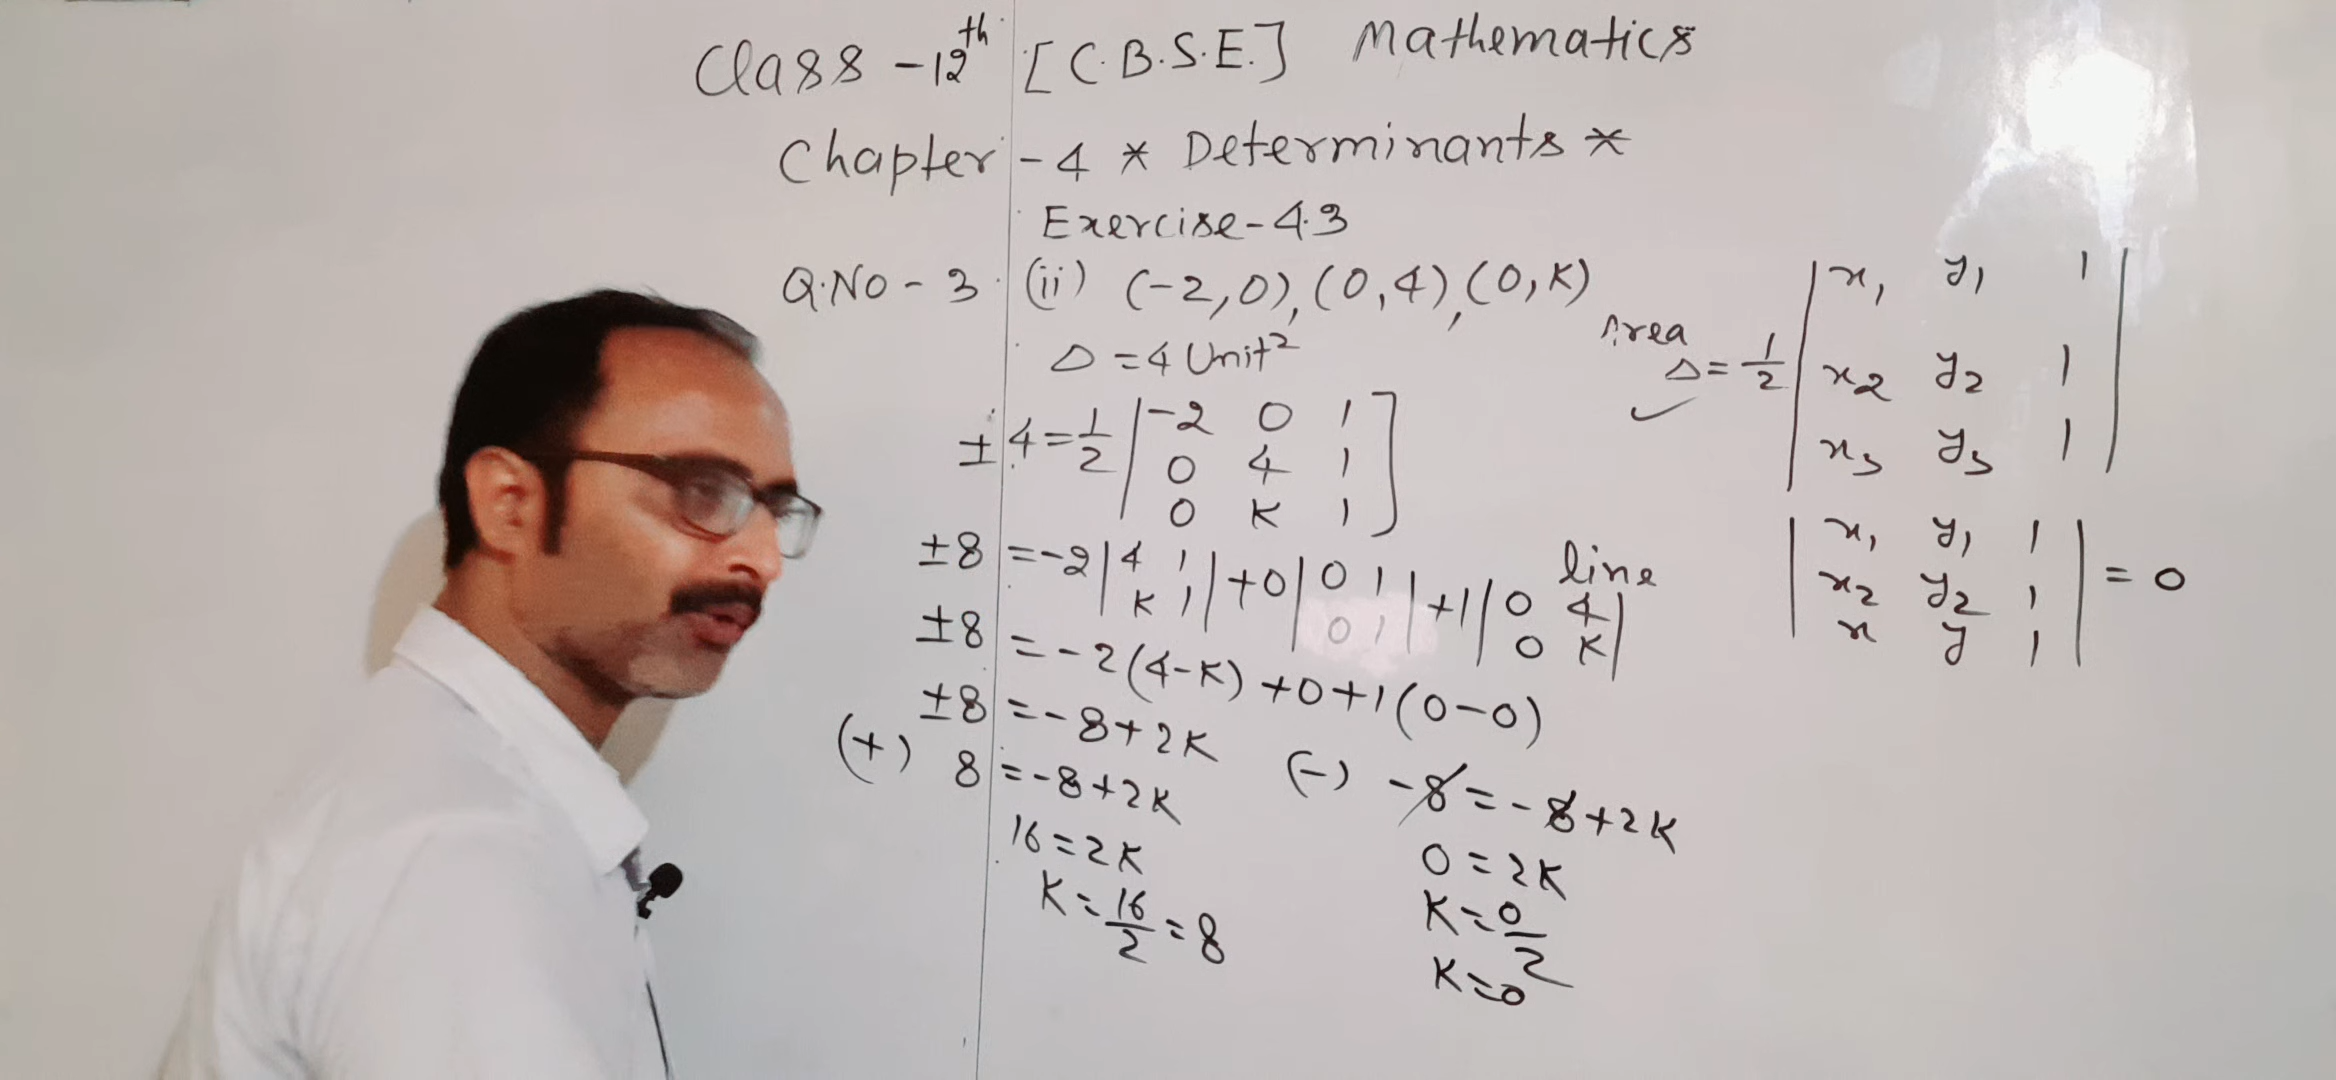 Class -12th [C.B.S.E.] Mathematics
Chapter - 4 * Determinants *
Exercise - 4.3
Q.NO - 3 (ii) (-2,0), (0,4), (0,K)
Δ = 4 Unit²
± 4 = 1/2 | -2 0 1
0 4 1
0 K 1 ]
±8 = -2 | 4 1 | + 0 | 0 1 | + 1 | 0 4 |
K 1 0 1 0 K
±8 = -2(4-K) +0+1(0-0)
±8 = -8+2K
(+) 8 = -8+2K
16 = 2K
K = 16/2 = 8
(-) -8 = -8+2K
0 = 2K
K = 0/2
K = 0
Area
Δ = 1/2 | x₁ y₁ 1 |
x₂ y₂ 1
x₃ y₃ 1
line
| x₁ y₁ 1 |
x₂ y₂ 1 = 0
x y 1